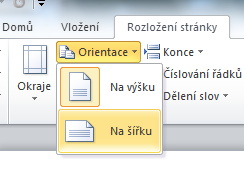 Domů Vložení Rozložení stránky
Okraje
Orientace
Na výšku
Na šířku
Konce
Číslování řádků
Dělení slov